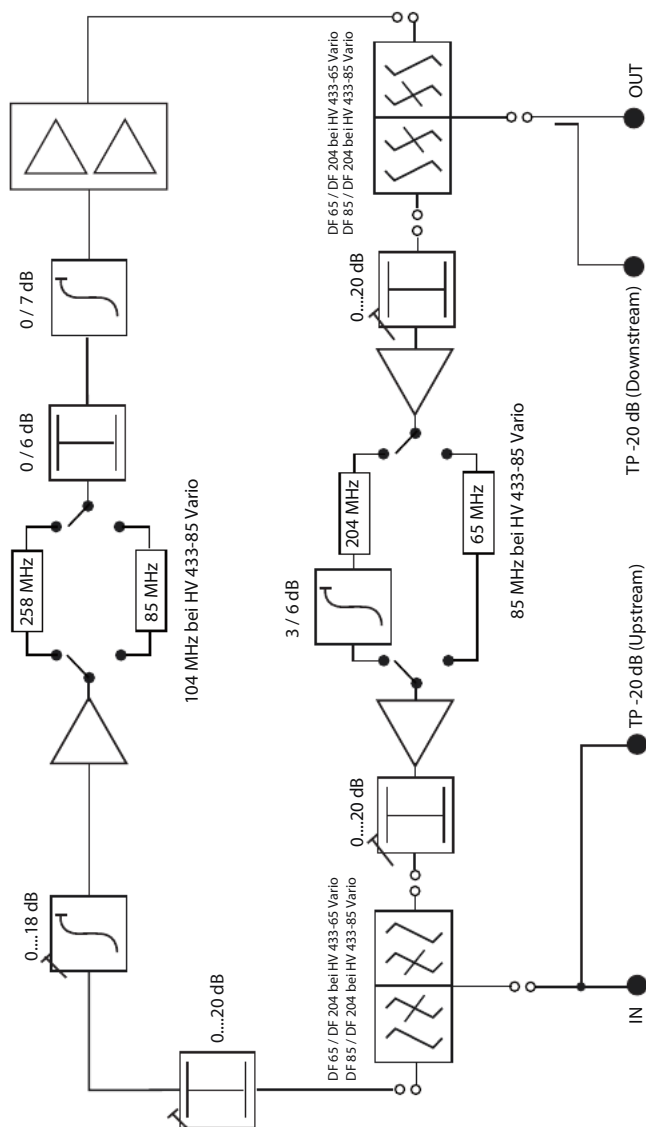 0 / 7 dB
0 / 6 dB
258 MHz
85 MHz
104 MHz bei HV 433-85 Vario
0....18 dB
0....20 dB
DF 65 / DF 204 bei HV 433-65 Vario
DF 85 / DF 204 bei HV 433-85 Vario
0....20 dB
204 MHz
65 MHz
3 / 6 dB
85 MHz bei HV 433-85 Vario
0....20 dB
DF 65 / DF 204 bei HV 433-65 Vario
DF 85 / DF 204 bei HV 433-85 Vario
OUT
TP -20 dB (Downstream)
TP -20 dB (Upstream)
IN